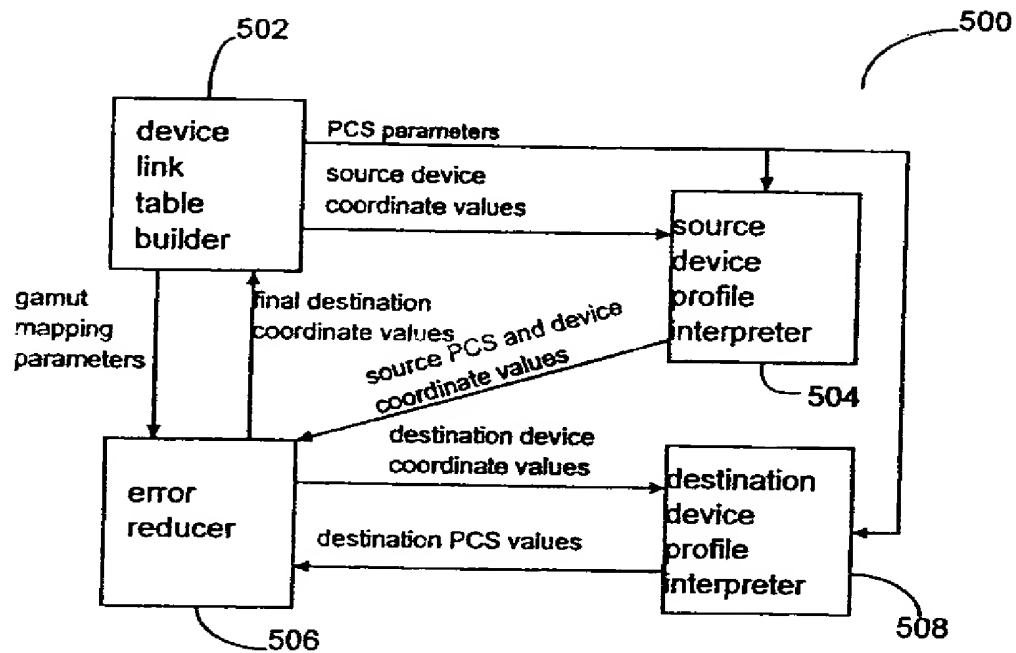 502
500
device
link
table
builder
PCS parameters
source device
coordinate values
source
device
profile
interpreter
504
gamut
mapping
parameters
final destination
coordinate values
source PCS and device
coordinate values
error
reducer
506
destination device
coordinate values
destination PCS values
destination
device
profile
interpreter
508